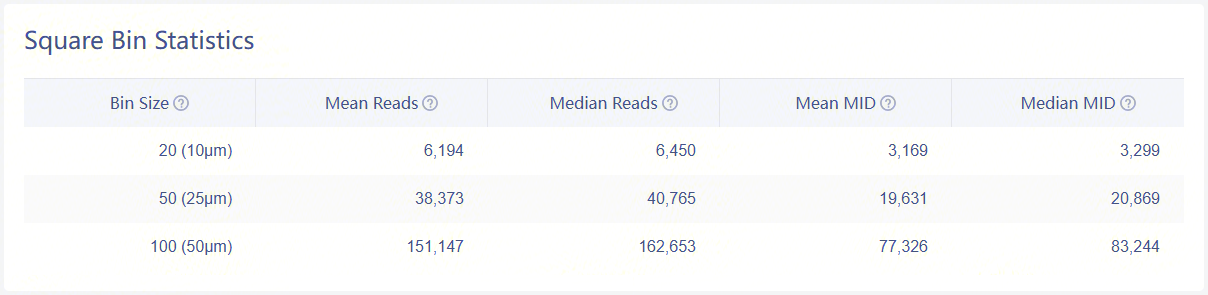 Square Bin Statistics
Bin Size Mean Reads Median Reads Mean MID Median MID
20 (10μm) 6,194 6,450 3,169 3,299
50 (25μm) 38,373 40,765 19,631 20,869
100 (50μm) 151,147 162,653 77,326 83,244